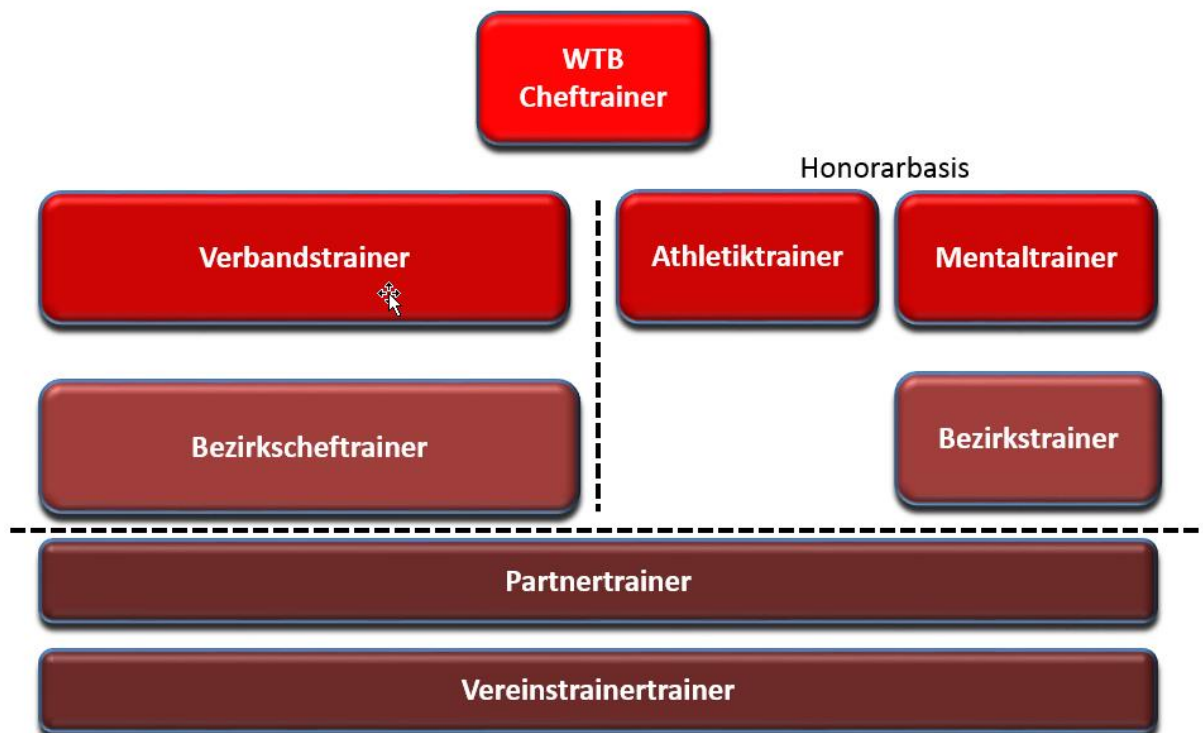 WTB
Cheftrainer
Honorarbasis
Verbandstrainer
Athletiktrainer
Mentaltrainer
Bezirkscheftrainer
Bezirkstrainer
Partnertrainer
Vereinstrainertrainer